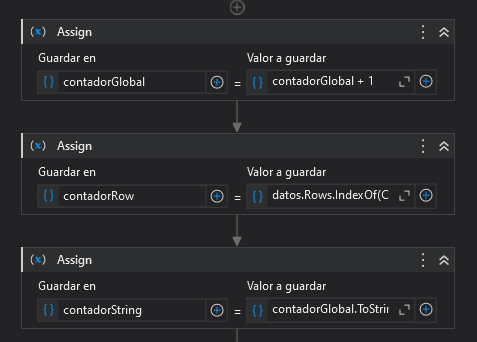 Assign
Guardar en Valor a guardar
contadorGlobal = contadorGlobal + 1
Assign
Guardar en Valor a guardar
contadorRow = datos.Rows.IndexOf(C
Assign
Guardar en Valor a guardar
contadorString = contadorGlobal.ToStrin